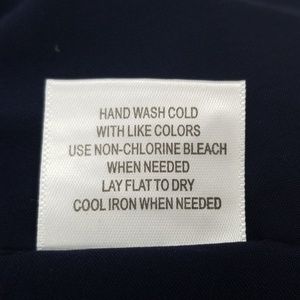 HAND WASH COLD
WITH LIKE COLORS
USE NON-CHLORINE BLEACH
WHEN NEEDED
LAY FLAT TO DRY
COOL IRON WHEN NEEDED